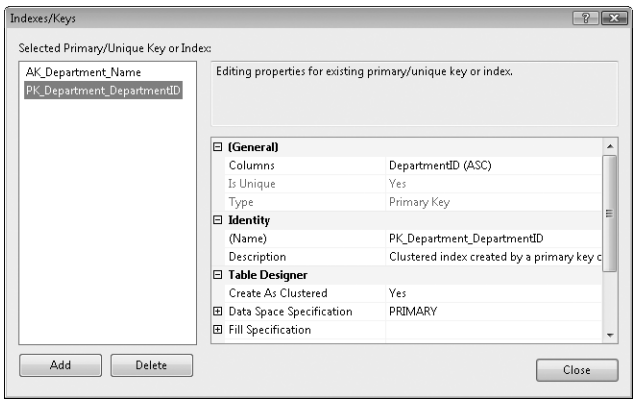 Indexes/Keys
Selected Primary/Unique Key or Index:
AK_Department_Name
PK_Department_DepartmentID
Editing properties for existing primary/unique key or index.
(General)
Columns DepartmentID (ASC)
Is Unique Yes
Type Primary Key
Identity
(Name) PK_Department_DepartmentID
Description Clustered index created by a primary key c
Table Designer
Create As Clustered Yes
Data Space Specification PRIMARY
Fill Specification
Add Delete Close